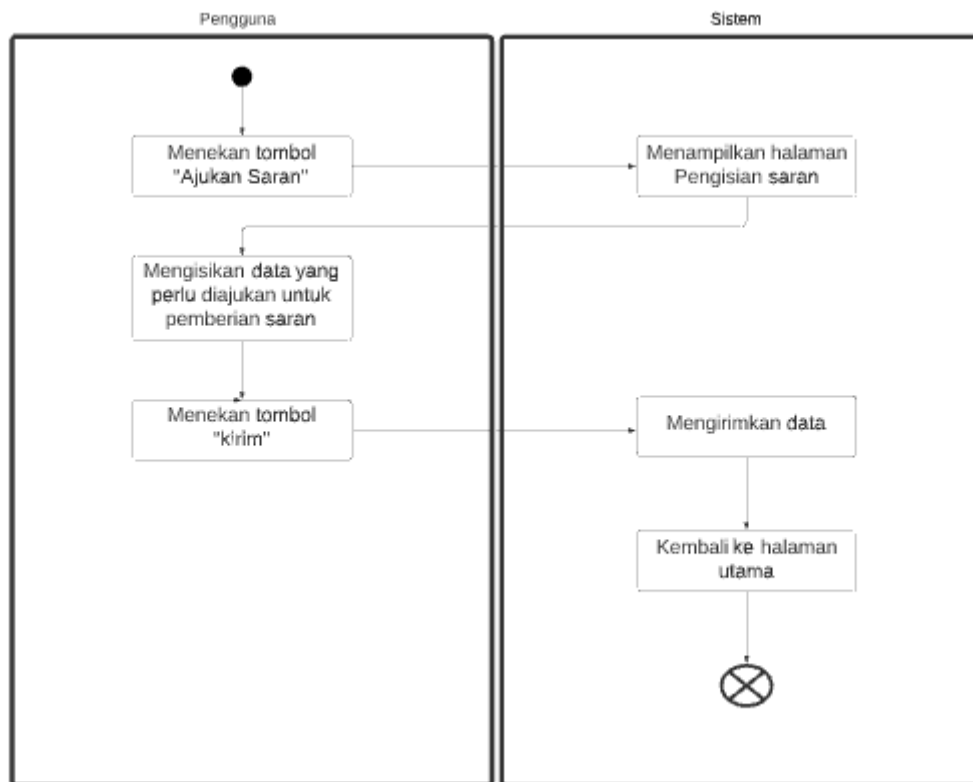 Pengguna
Sistem
Menekan tombol
"Ajukan Saran"
Menampilkan halaman
Pengisian saran
Mengisikan data yang
perlu diajukan untuk
pemberian saran
Menekan tombol
"kirim"
Mengirimkan data
Kembali ke halaman
utama